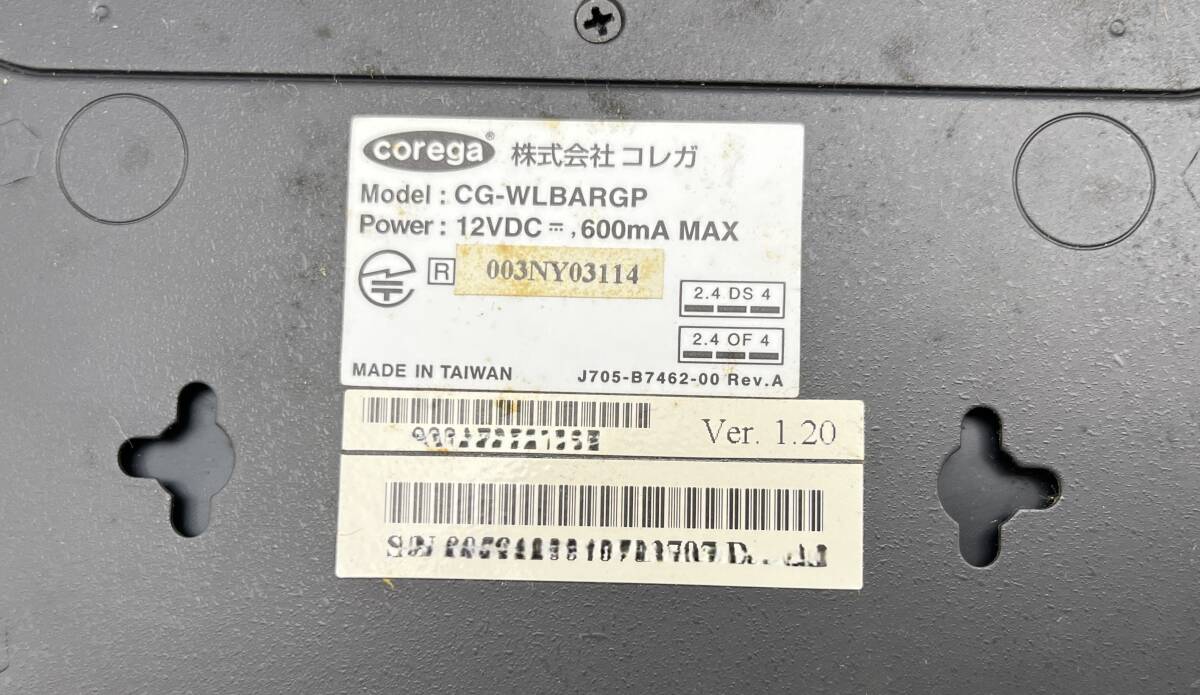 corega® 株式会社 コレガ
Model : CG-WLBARGP
Power : 12VDC ⎓ , 600mA MAX
R 003NY03114
2.4 DS 4
2.4 OF 4
MADE IN TAIWAN J705-B7462-00 Rev.A
Ver. 1.20